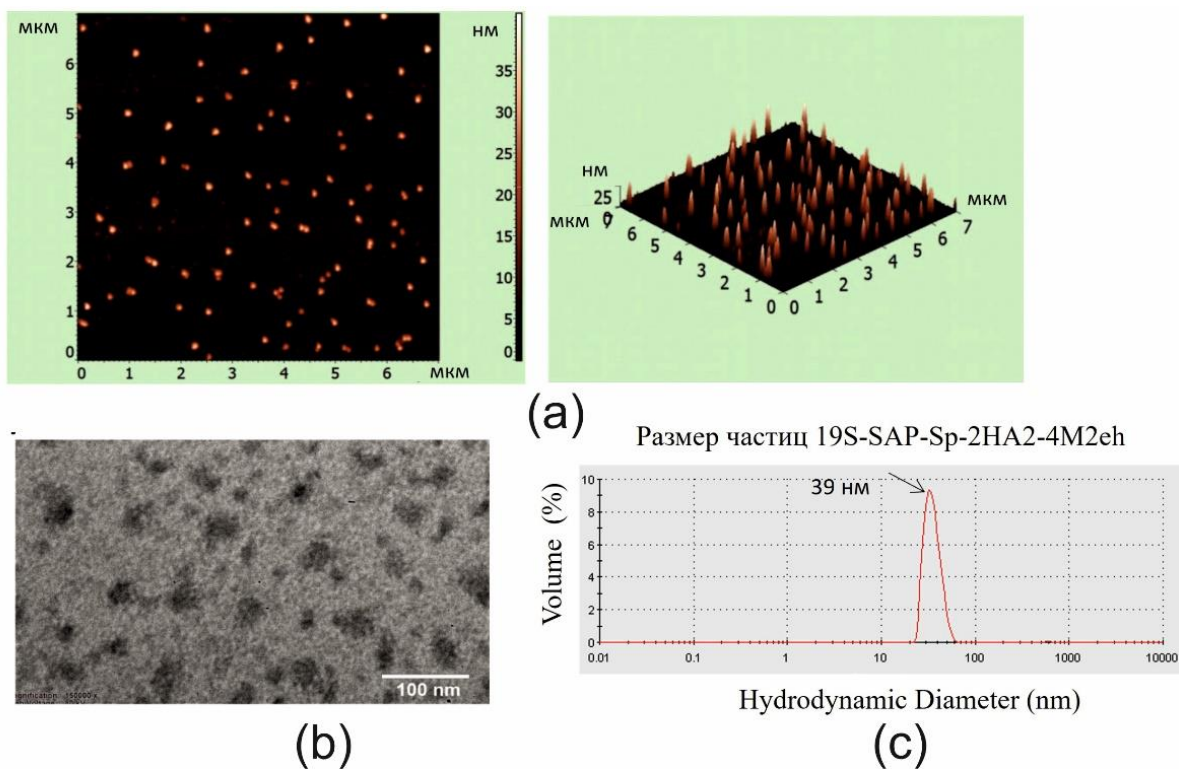 мкм
нм
6
5
4
3
2
1
0
35
30
25
20
15
10
5
0
0 1 2 3 4 5 6 мкм
нм
25
0
мкм 7 6 5 4 3 2 1 0
0 1 2 3 4 5 6 7 мкм
(a)
100 nm
150000 x
(b)
Размер частиц 19S-SAP-Sp-2HA2-4M2eh
39 нм
Volume (%)
10
8
6
4
2
0
0.01 0.1 1 10 100 1000 10000
Hydrodynamic Diameter (nm)
(c)